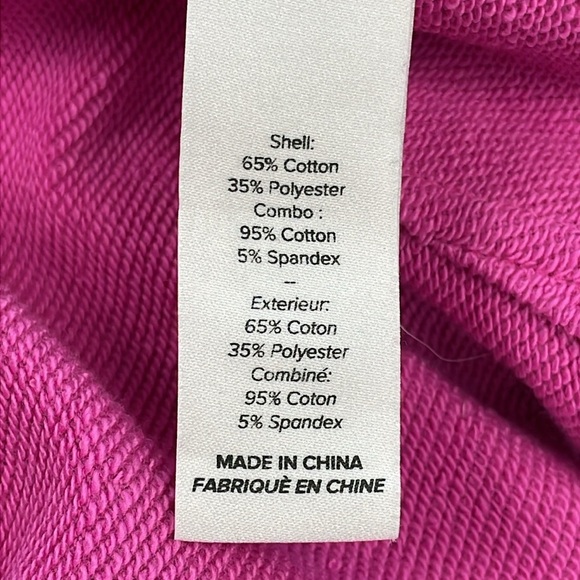 Shell:
65% Cotton
35% Polyester
Combo :
95% Cotton
5% Spandex
--
Exterieur:
65% Coton
35% Polyester
Combiné:
95% Coton
5% Spandex
MADE IN CHINA
FABRIQUÈ EN CHINE